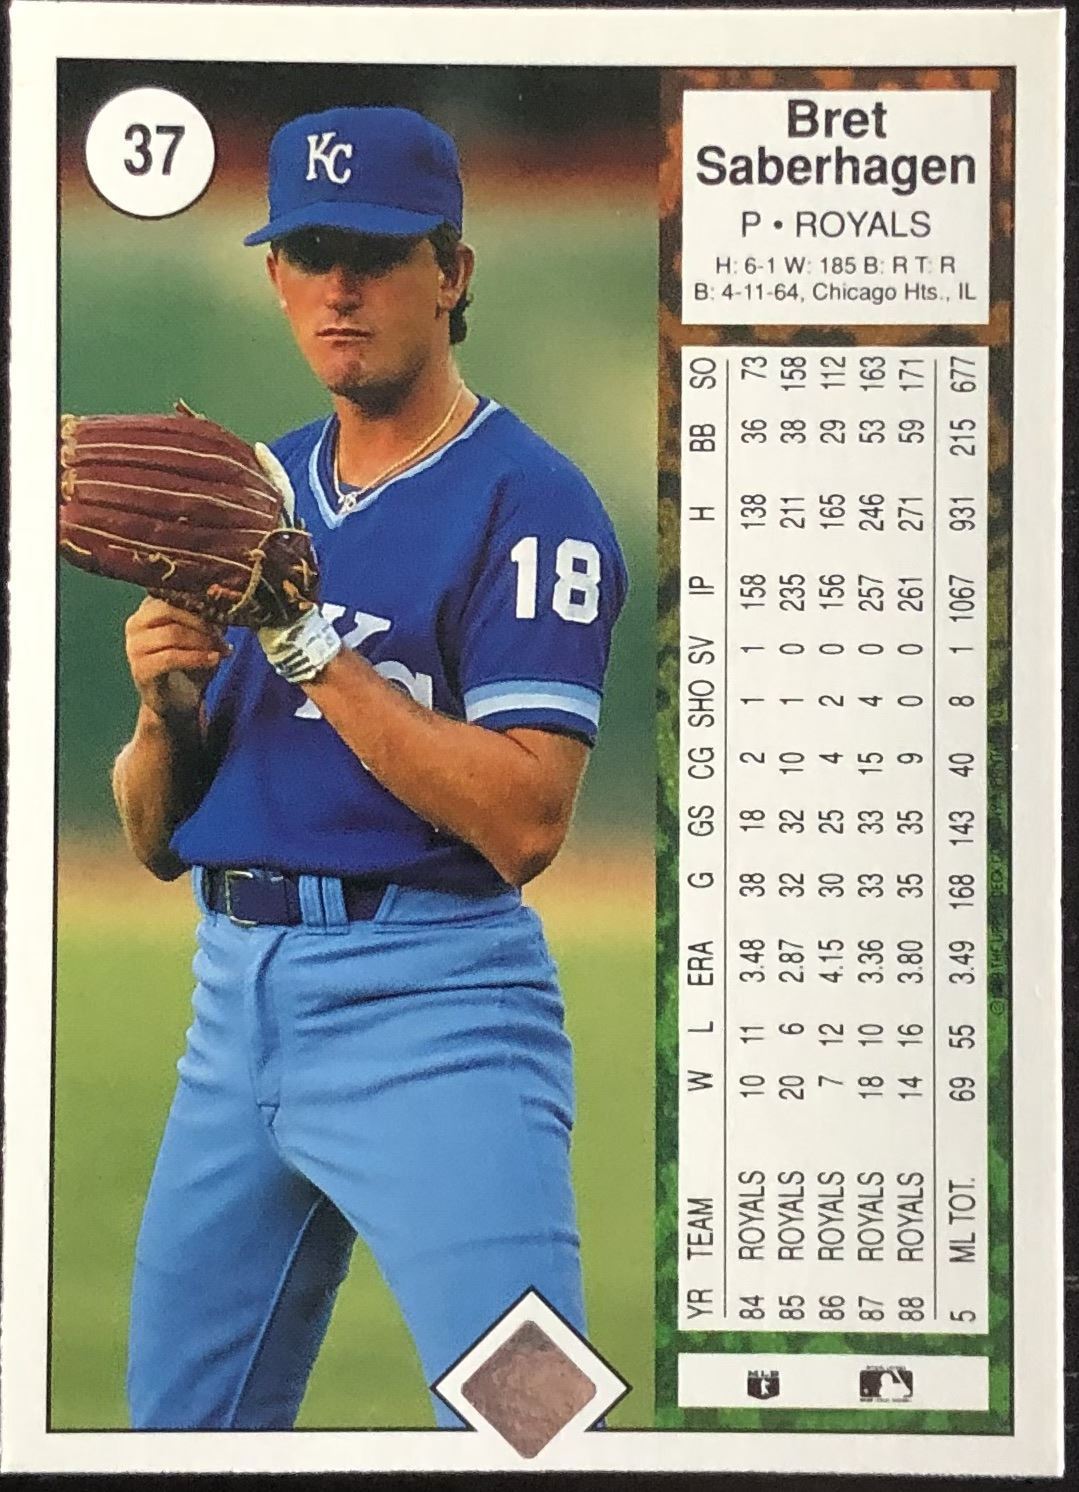 37
KC
18
Bret
Saberhagen
P • ROYALS
H: 6-1 W: 185 B: R T: R
B: 4-11-64, Chicago Hts., IL
YR TEAM W L ERA G GS CG SHO SV IP H BB SO
84 ROYALS 10 11 3.48 38 18 2 1 1 158 138 36 73
85 ROYALS 20 6 2.87 32 32 10 1 0 235 211 38 158
86 ROYALS 7 12 4.15 30 25 4 2 0 156 165 29 112
87 ROYALS 18 10 3.36 33 33 15 4 0 257 246 53 163
88 ROYALS 14 16 3.80 35 35 9 0 0 261 271 59 171
5 ML TOT. 69 55 3.49 168 143 40 8 1 1067 931 215 677